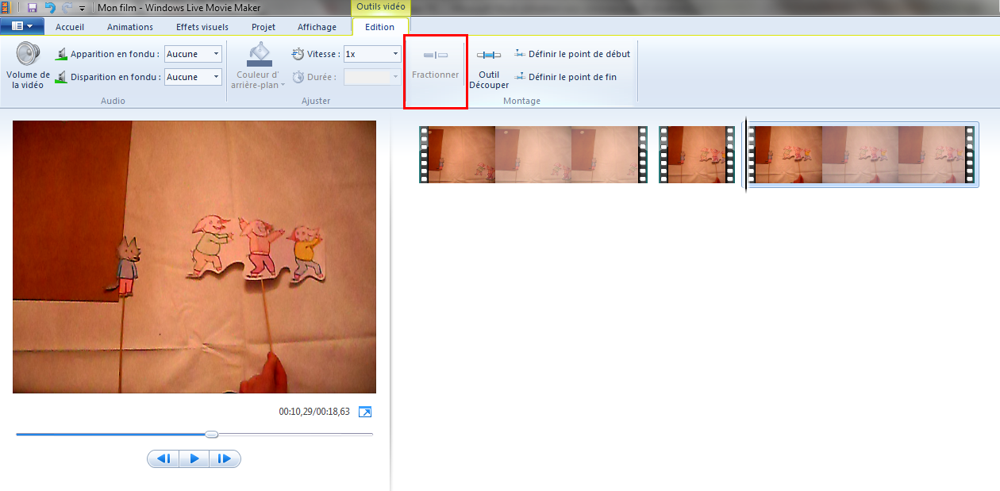 Mon film - Windows Live Movie Maker
Outils vidéo
Accueil
Animations
Effets visuels
Projet
Affichage
Edition
Volume de
la vidéo
Apparition en fondu :
Aucune
Disparition en fondu :
Aucune
Audio
Couleur d'
arrière-plan
Vitesse :
1x
Durée :
Ajuster
Fractionner
Outil
Découper
Définir le point de début
Définir le point de fin
Montage
00:10,29/00:18,63